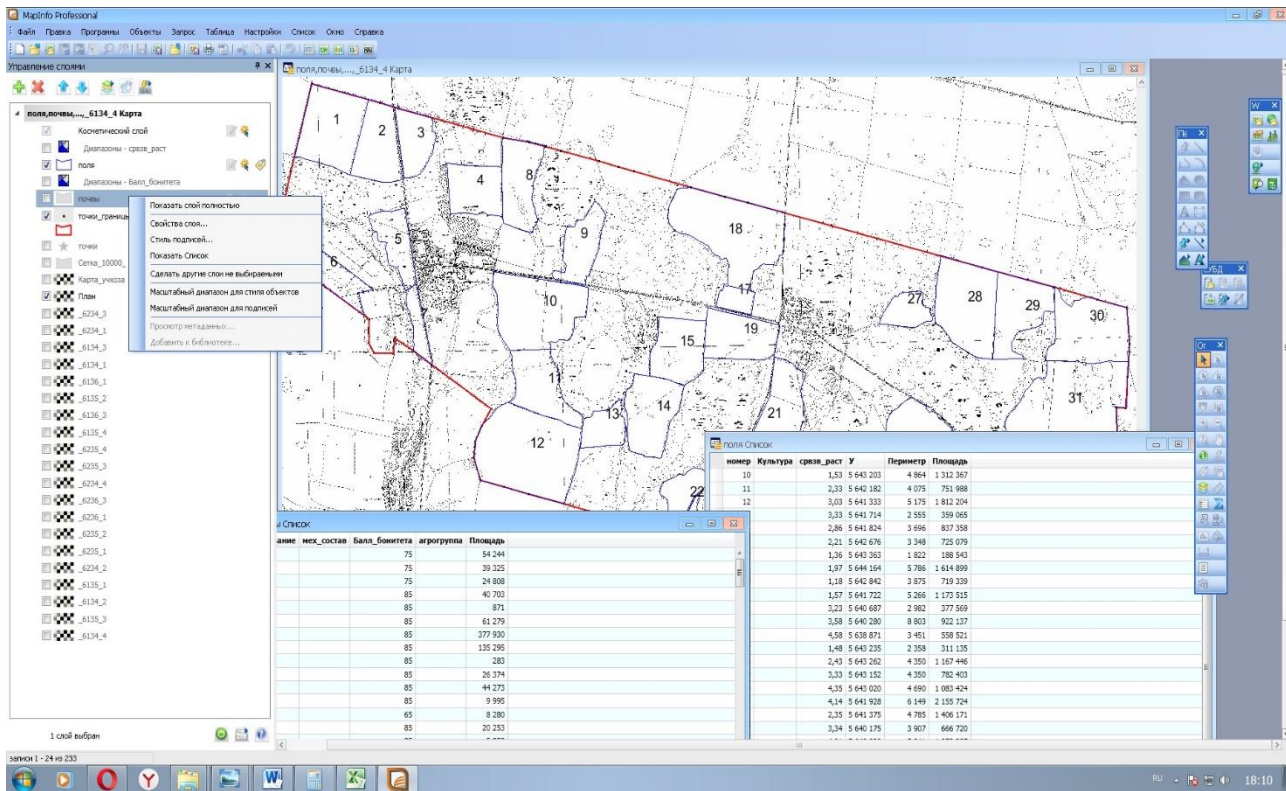 MapInfo Professional
Файл Правка Программы Объекты Запрос Таблица Настройки Список Окно Справка
Управление слоями
поля,почвы,...,_6134_4 Карта
Косметический слой
Диапазоны - срвзв_раст
поля
Диапазоны - Балл_бонитета
почвы
точки_границы
точки
Сетка_10000_
Карта_учхоза
План
_6234_3
_6234_1
_6134_3
_6134_1
_6136_1
_6135_2
_6136_3
_6135_4
_6235_4
_6235_3
_6234_4
_6236_3
_6236_1
_6235_2
_6235_1
_6234_2
_6135_1
_6134_2
_6135_3
_6134_4
1 слой выбран
записи 1 - 24 из 233
Показать слой полностью
Свойства слоя...
Стиль подписей...
Показать Список
Сделать другие слои не выбираемыми
Масштабный диапазон для стиля объектов
Масштабный диапазон для подписей
Просмотр метаданных...
Добавить к библиотеке...
поля,почвы,...,_6134_4 Карта
1
2
3
4
8
5
6
9
18
10
17
27
28
29
30
15
19
11
14
13
31
12
21
22
ы Список
ание мех_состав Балл_бонитета агрогруппа Площадь
75 54 244
75 39 325
75 24 808
85 40 703
85 871
85 61 279
85 377 930
85 135 295
85 283
85 26 374
85 44 273
85 9 995
65 8 280
85 20 253
поля Список
номер Культура срвзв_раст У Периметр Площадь
10 1,53 5 643 203 4 864 1 312 367
11 2,33 5 642 182 4 075 751 988
12 3,03 5 641 333 5 175 1 812 204
3,33 5 641 714 2 555 359 065
2,86 5 641 824 3 696 837 358
2,21 5 642 676 3 348 725 079
1,36 5 643 363 1 822 188 543
1,97 5 644 164 5 786 1 614 899
1,18 5 642 842 3 875 719 339
1,57 5 641 722 5 266 1 173 515
3,23 5 640 687 2 982 377 569
3,58 5 640 280 8 803 922 137
4,58 5 638 871 3 451 558 521
1,48 5 643 235 2 358 311 135
2,43 5 643 262 4 350 1 167 446
3,33 5 643 152 4 350 782 403
4,35 5 643 020 4 690 1 083 424
4,14 5 641 928 6 149 2 155 724
2,35 5 641 375 4 785 1 406 171
3,34 5 640 175 3 907 666 720
W
Пе
СУБД
Ог
RU
18:10